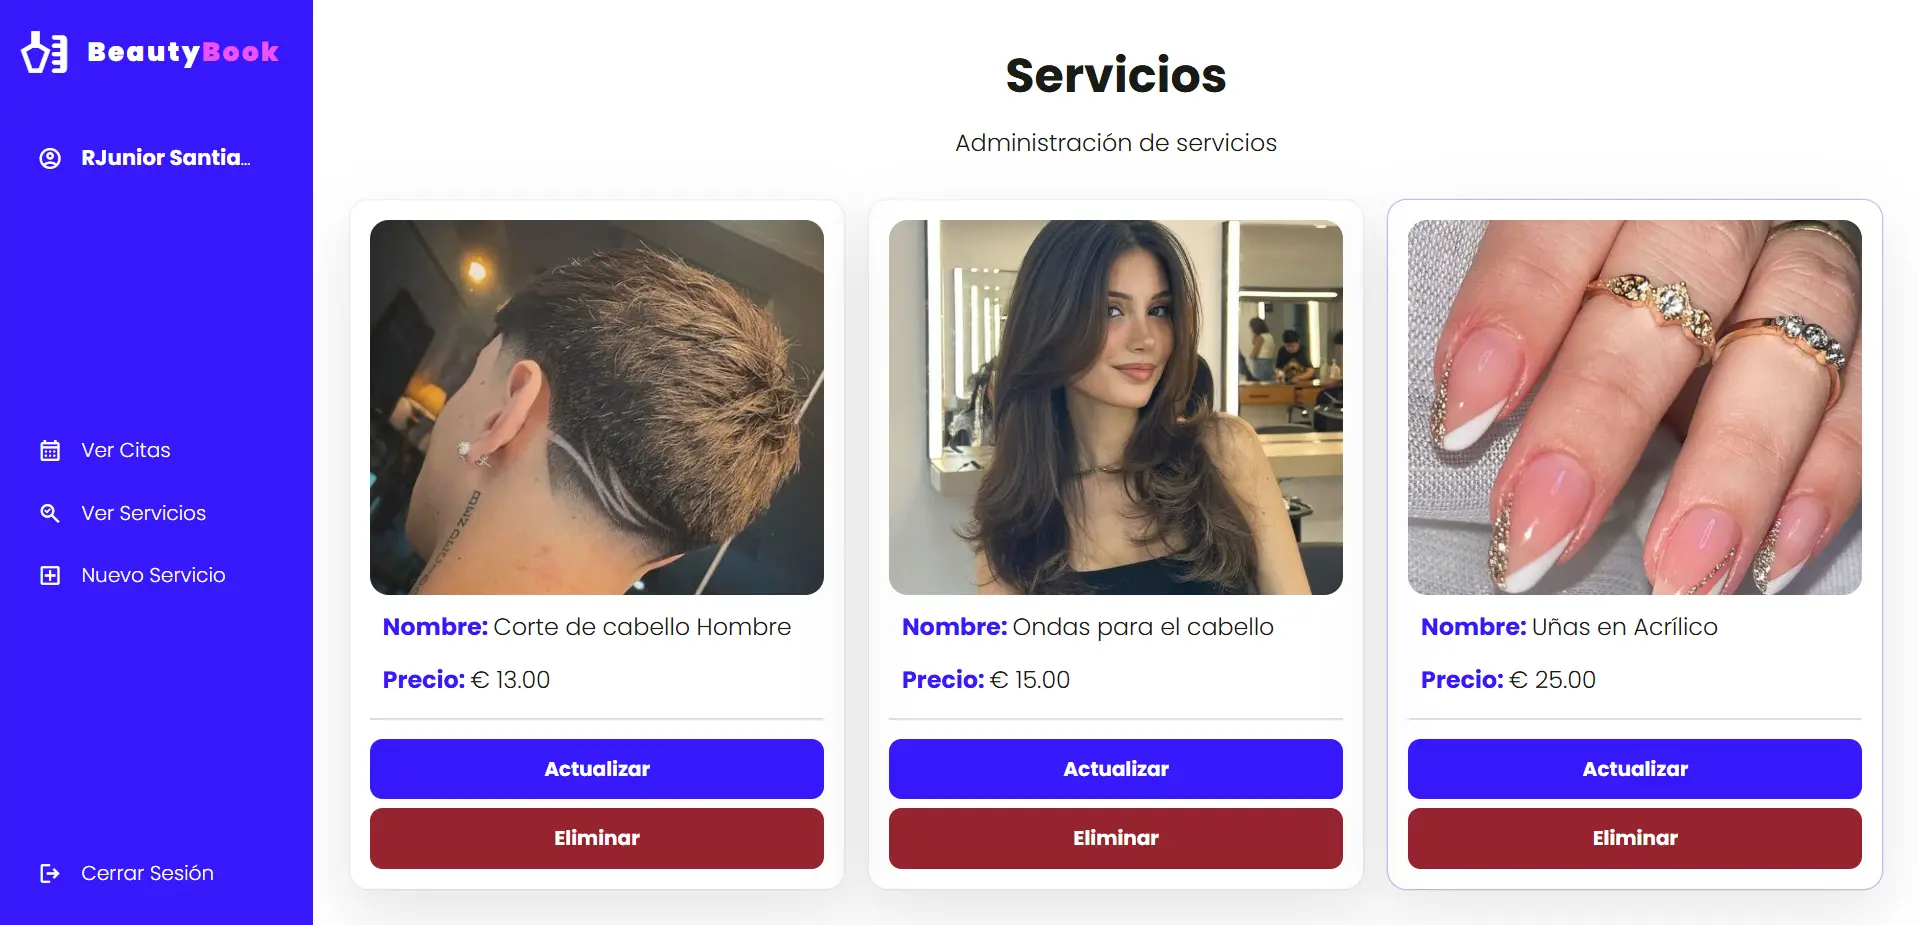 BeautyBook
RJunior Santia...
Ver Citas
Ver Servicios
Nuevo Servicio
Cerrar Sesión
Servicios
Administración de servicios
Nombre: Corte de cabello Hombre
Precio: € 13.00
Actualizar
Eliminar
Nombre: Ondas para el cabello
Precio: € 15.00
Actualizar
Eliminar
Nombre: Uñas en Acrílico
Precio: € 25.00
Actualizar
Eliminar